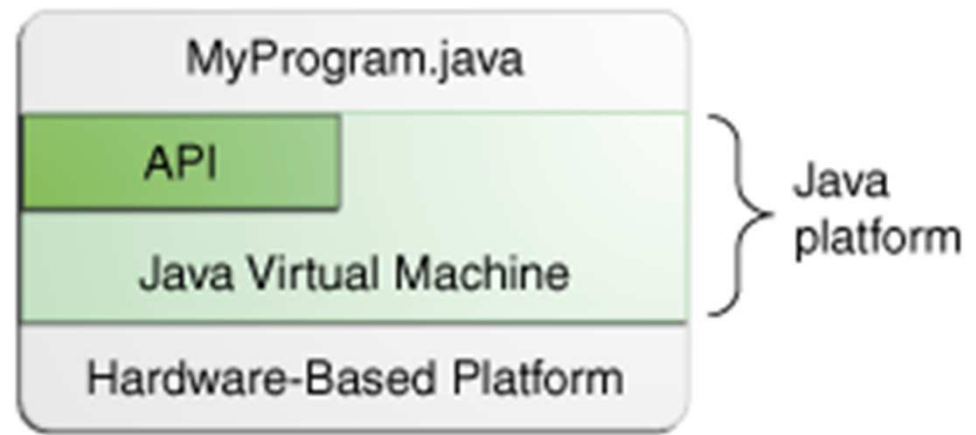 MyProgram.java
API
Java Virtual Machine
Java
platform
Hardware-Based Platform